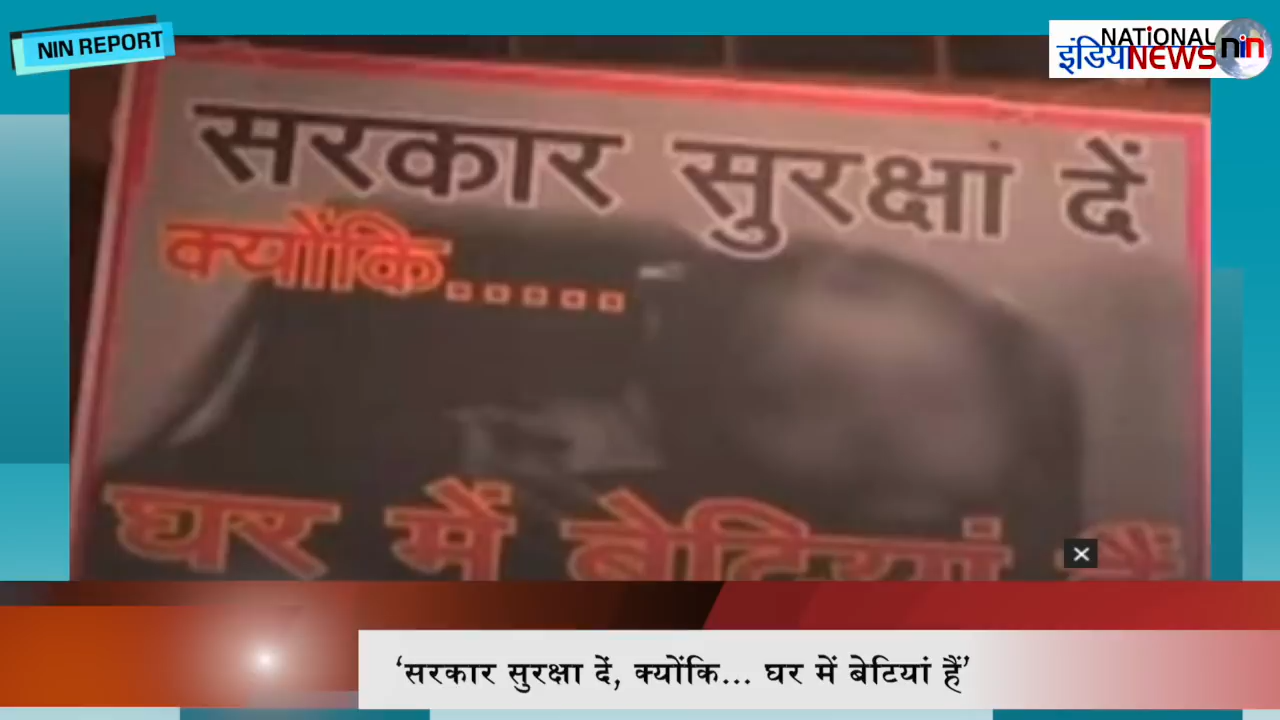 NIN REPORT
NATIONAL
इंडिया NEWS nin
सरकार सुरक्षां दें
क्योंकि.....
घर में बेटियां हैं
‘सरकार सुरक्षा दें, क्योंकि... घर में बेटियां हैं’